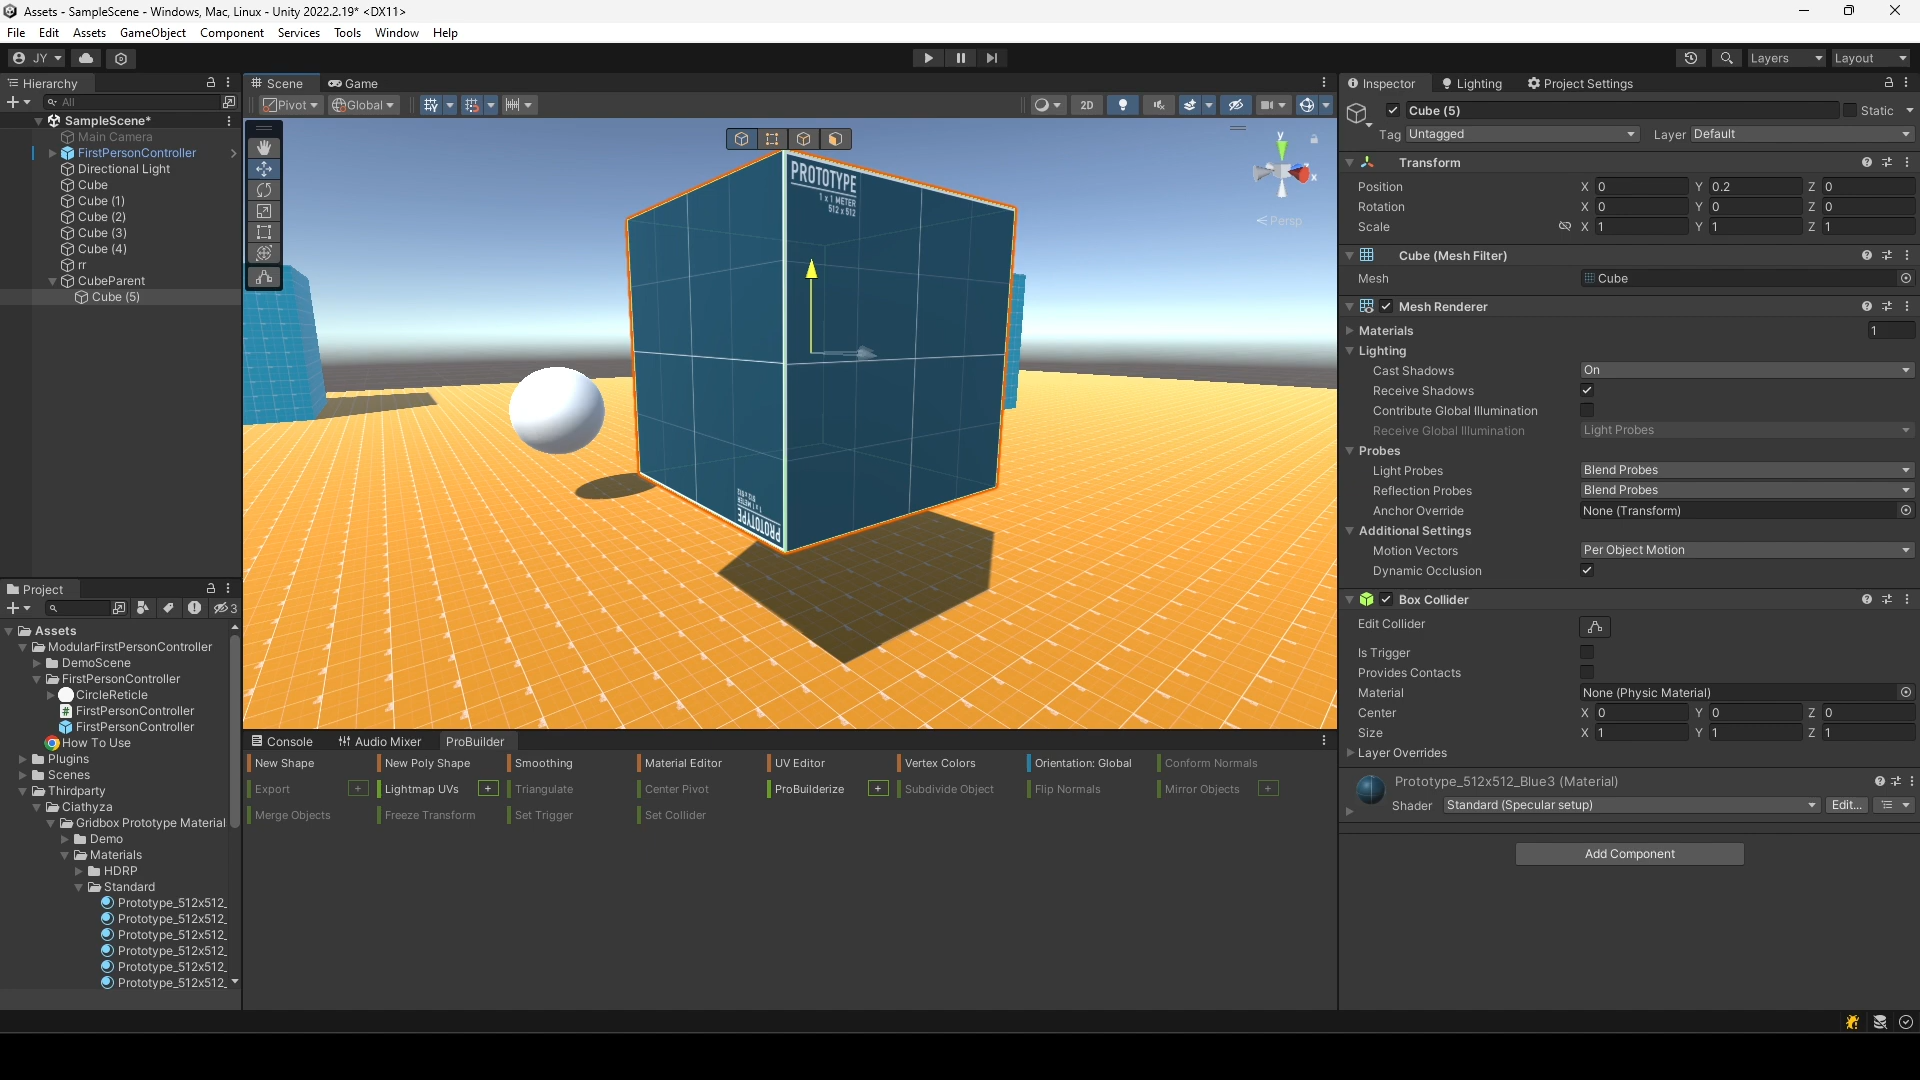 Assets - SampleScene - Windows, Mac, Linux - Unity 2022.2.19* <DX11>
File Edit Assets GameObject Component Services Tools Window Help
JY Layers Layout
Hierarchy
All
SampleScene*
Main Camera
FirstPersonController
Directional Light
Cube
Cube (1)
Cube (2)
Cube (3)
Cube (4)
rr
CubeParent
Cube (5)
Scene Game
Pivot Global 2D
PROTOTYPE
1 x 1 METER
512 x 512
PROTOTYPE
1 x 1 METER
512 x 512
y
x
Persp
Project
3
Assets
ModularFirstPersonController
DemoScene
FirstPersonController
CircleReticle
FirstPersonController
FirstPersonController
How To Use
Plugins
Scenes
Thirdparty
Ciathyza
Gridbox Prototype Material
Demo
Materials
HDRP
Standard
Prototype_512x512_
Prototype_512x512_
Prototype_512x512_
Prototype_512x512_
Prototype_512x512_
Prototype_512x512_
Console Audio Mixer ProBuilder
New Shape New Poly Shape Smoothing Material Editor UV Editor Vertex Colors Orientation: Global Conform Normals
Export + Lightmap UVs + Triangulate Center Pivot ProBuilderize + Subdivide Object Flip Normals Mirror Objects +
Merge Objects Freeze Transform Set Trigger Set Collider
Inspector Lighting Project Settings
Cube (5) Static
Tag Untagged Layer Default
Transform
Position X 0 Y 0.2 Z 0
Rotation X 0 Y 0 Z 0
Scale X 1 Y 1 Z 1
Cube (Mesh Filter)
Mesh Cube
Mesh Renderer
Materials 1
Lighting
Cast Shadows On
Receive Shadows
Contribute Global Illumination
Receive Global Illumination Light Probes
Probes
Light Probes Blend Probes
Reflection Probes Blend Probes
Anchor Override None (Transform)
Additional Settings
Motion Vectors Per Object Motion
Dynamic Occlusion
Box Collider
Edit Collider
Is Trigger
Provides Contacts
Material None (Physic Material)
Center X 0 Y 0 Z 0
Size X 1 Y 1 Z 1
Layer Overrides
Prototype_512x512_Blue3 (Material)
Shader Standard (Specular setup) Edit...
Add Component